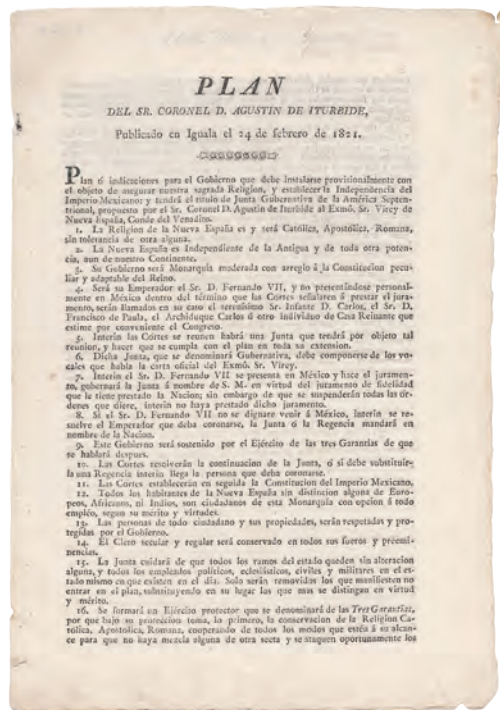 PLAN
DEL SR. CORONEL D. AGUSTIN DE ITURBIDE,
Publicado en Iguala el 24 de febrero de 1821.
Plan ó indicaciones para el Gobierno que debe instalarse provisionalmente con
el objeto de asegurar nuestra sagrada Religion, y establecer la Independencia del
Imperio Mexicano: y tendrá el título de Junta Gubernativa de la América Septen-
trional, propuesto por el Sr. Coronel D. Agustin de Iturbide al Exmô. Sr. Virey de
Nueva España, Conde del Venadito.
1. La Religion de la Nueva España es y será Católica, Apostólica, Romana,
sin tolerancia de otra alguna.
2. La Nueva España es Independiente de la Antigua y de toda otra poten-
cia, aun de nuestro Continente.
3. Su Gobierno será Monarquía moderada con arreglo á la Constitucion pecu-
liar y adaptable del Reino.
4. Será su Emperador el Sr. D. Fernando VII, y no presentándose personal-
mente en México dentro del término que las Cortes señalaren á prestar el jura-
mento, serán llamados en su caso el serenísimo Sr. Infante D. Carlos, el Sr. D.
Francisco de Paula, el Archiduque Carlos ú otro individuo de Casa Reinante que
estime por conveniente el Congreso.
5. Interin las Cortes se reunen habrá una Junta que tendrá por objeto tal
reunion, y hacer que se cumpla con el plan en toda su extension.
6. Dicha Junta, que se denominará Gubernativa, debe componerse de los vo-
cales que habla la carta oficial del Exmô. Sr. Virey.
7. Interin el Sr. D. Fernando VII se presenta en México y hace el juramen-
to, gobernará la Junta á nombre de S. M. en virtud del juramento de fidelidad
que le tiene prestado la Nacion; sin embargo de que se suspenderán todas las ór-
denes que diere, interin no haya prestado dicho juramento.
8. Si el Sr. D. Fernando VII no se dignare venir á México, interin se re-
suelve el Emperador que deba coronarse, la Junta ó la Regencia mandará en
nombre de la Nacion.
9. Este Gobierno será sostenido por el Ejército de las tres Garantías de que
se hablará despues.
10. Las Cortes resolverán la continuacion de la Junta, ó si debe substituir-
la una Regencia interin llega la persona que deba coronarse.
11. Las Cortes establecerán en seguida la Constitucion del Imperio Mexicano.
12. Todos los habitantes de la Nueva España sin distincion alguna de Euro-
peos, Africanos, ni Indios, son ciudadanos de esta Monarquía con opcion á todo
empléo, segun su mérito y virtudes.
13. Las personas de todo ciudadano y sus propiedades, serán respetadas y pro-
tegidas por el Gobierno.
14. El Clero secular y regular será conservado en todos sus fueros y preemi-
nencias.
15. La Junta cuidará de que todos los ramos del estado queden sin alteracion
alguna, y todos los empleados políticos, eclesiásticos, civiles y militares en el es-
tado mismo en que existen en el dia. Solo serán removidos los que manifiesten no
entrar en el plan, substituyendo en su lugar los que mas se distingan en virtud
y mérito.
16. Se formará un Ejército protector que se denominará de las Tres Garantías,
por que bajo su proteccion toma, lo primero, la conservacion de la Religion Ca-
tólica, Apostólica, Romana, cooperando de todos los modos que estén á su alcan-
ce para que no haya mezcla alguna de otra secta y se ataquen oportunamente los